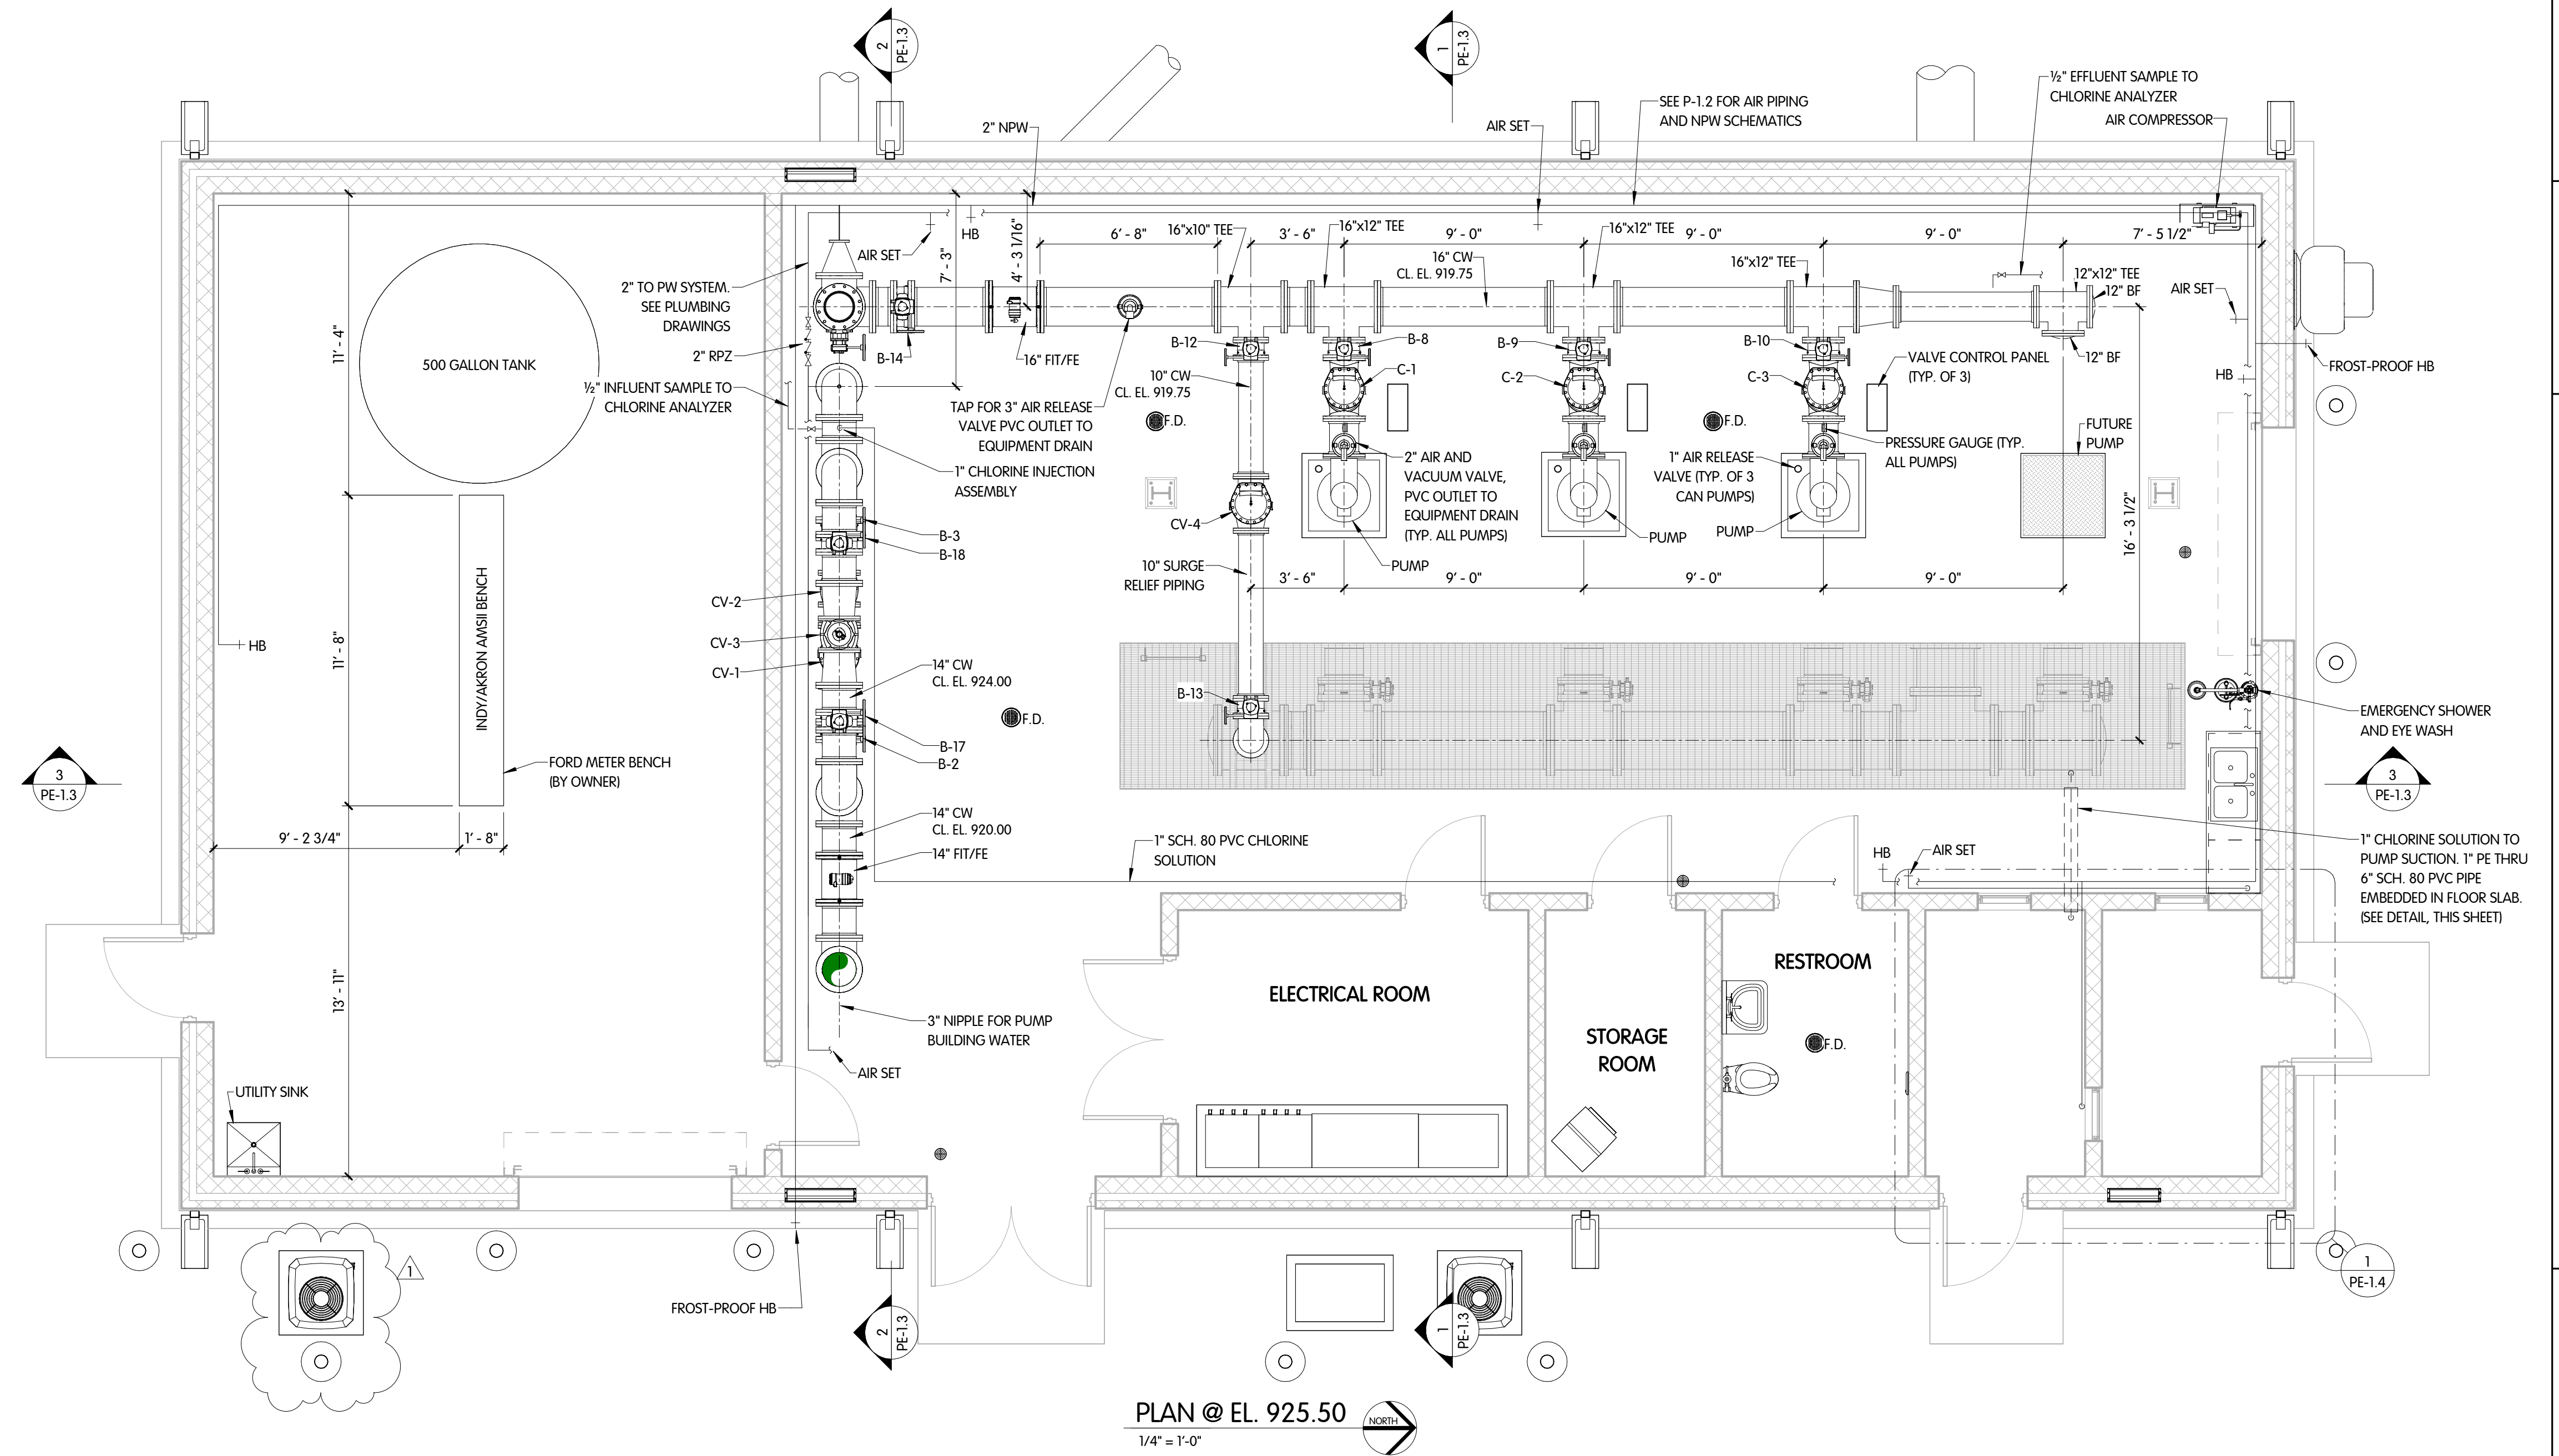 2
PE-1.3
1
PE-1.3
½" EFFLUENT SAMPLE TO
CHLORINE ANALYZER
SEE P-1.2 FOR AIR PIPING
AND NPW SCHEMATICS
AIR COMPRESSOR
2" NPW
AIR SET
HB
AIR SET
7' - 3"
4' - 3 1/16"
6' - 8"
16"x10" TEE
3' - 6"
16"x12" TEE
9' - 0"
16"x12" TEE
9' - 0"
9' - 0"
7' - 5 1/2"
16" CW
CL. EL. 919.75
16"x12" TEE
12"x12" TEE
12" BF
AIR SET
2" TO PW SYSTEM.
SEE PLUMBING
DRAWINGS
2" RPZ
B-14
16" FIT/FE
B-12
B-8
B-9
B-10
12" BF
VALVE CONTROL PANEL
(TYP. OF 3)
FROST-PROOF HB
HB
11' - 4"
500 GALLON TANK
½" INFLUENT SAMPLE TO
CHLORINE ANALYZER
10" CW
CL. EL. 919.75
C-1
C-2
C-3
TAP FOR 3" AIR RELEASE
VALVE PVC OUTLET TO
EQUIPMENT DRAIN
F.D.
F.D.
FUTURE
PUMP
PRESSURE GAUGE (TYP.
ALL PUMPS)
1" CHLORINE INJECTION
ASSEMBLY
2" AIR AND
VACUUM VALVE,
PVC OUTLET TO
EQUIPMENT DRAIN
(TYP. ALL PUMPS)
1" AIR RELEASE
VALVE (TYP. OF 3
CAN PUMPS)
CV-4
PUMP
PUMP
PUMP
16' - 3 1/2"
B-3
B-18
10" SURGE
RELIEF PIPING
3' - 6"
9' - 0"
9' - 0"
9' - 0"
CV-2
CV-3
CV-1
HB
11' - 8"
INDY/AKRON AMSII BENCH
14" CW
CL. EL. 924.00
B-13
F.D.
B-17
B-2
EMERGENCY SHOWER
AND EYE WASH
3
PE-1.3
FORD METER BENCH
(BY OWNER)
3
PE-1.3
9' - 2 3/4"
1' - 8"
14" CW
CL. EL. 920.00
14" FIT/FE
1" SCH. 80 PVC CHLORINE
SOLUTION
HB
AIR SET
1" CHLORINE SOLUTION TO
PUMP SUCTION. 1" PE THRU
6" SCH. 80 PVC PIPE
EMBEDDED IN FLOOR SLAB.
(SEE DETAIL, THIS SHEET)
13' - 11"
ELECTRICAL ROOM
RESTROOM
STORAGE
ROOM
F.D.
3" NIPPLE FOR PUMP
BUILDING WATER
AIR SET
UTILITY SINK
1
FROST-PROOF HB
2
PE-1.3
1
PE-1.3
1
PE-1.4
PLAN @ EL. 925.50
1/4" = 1'-0"
NORTH